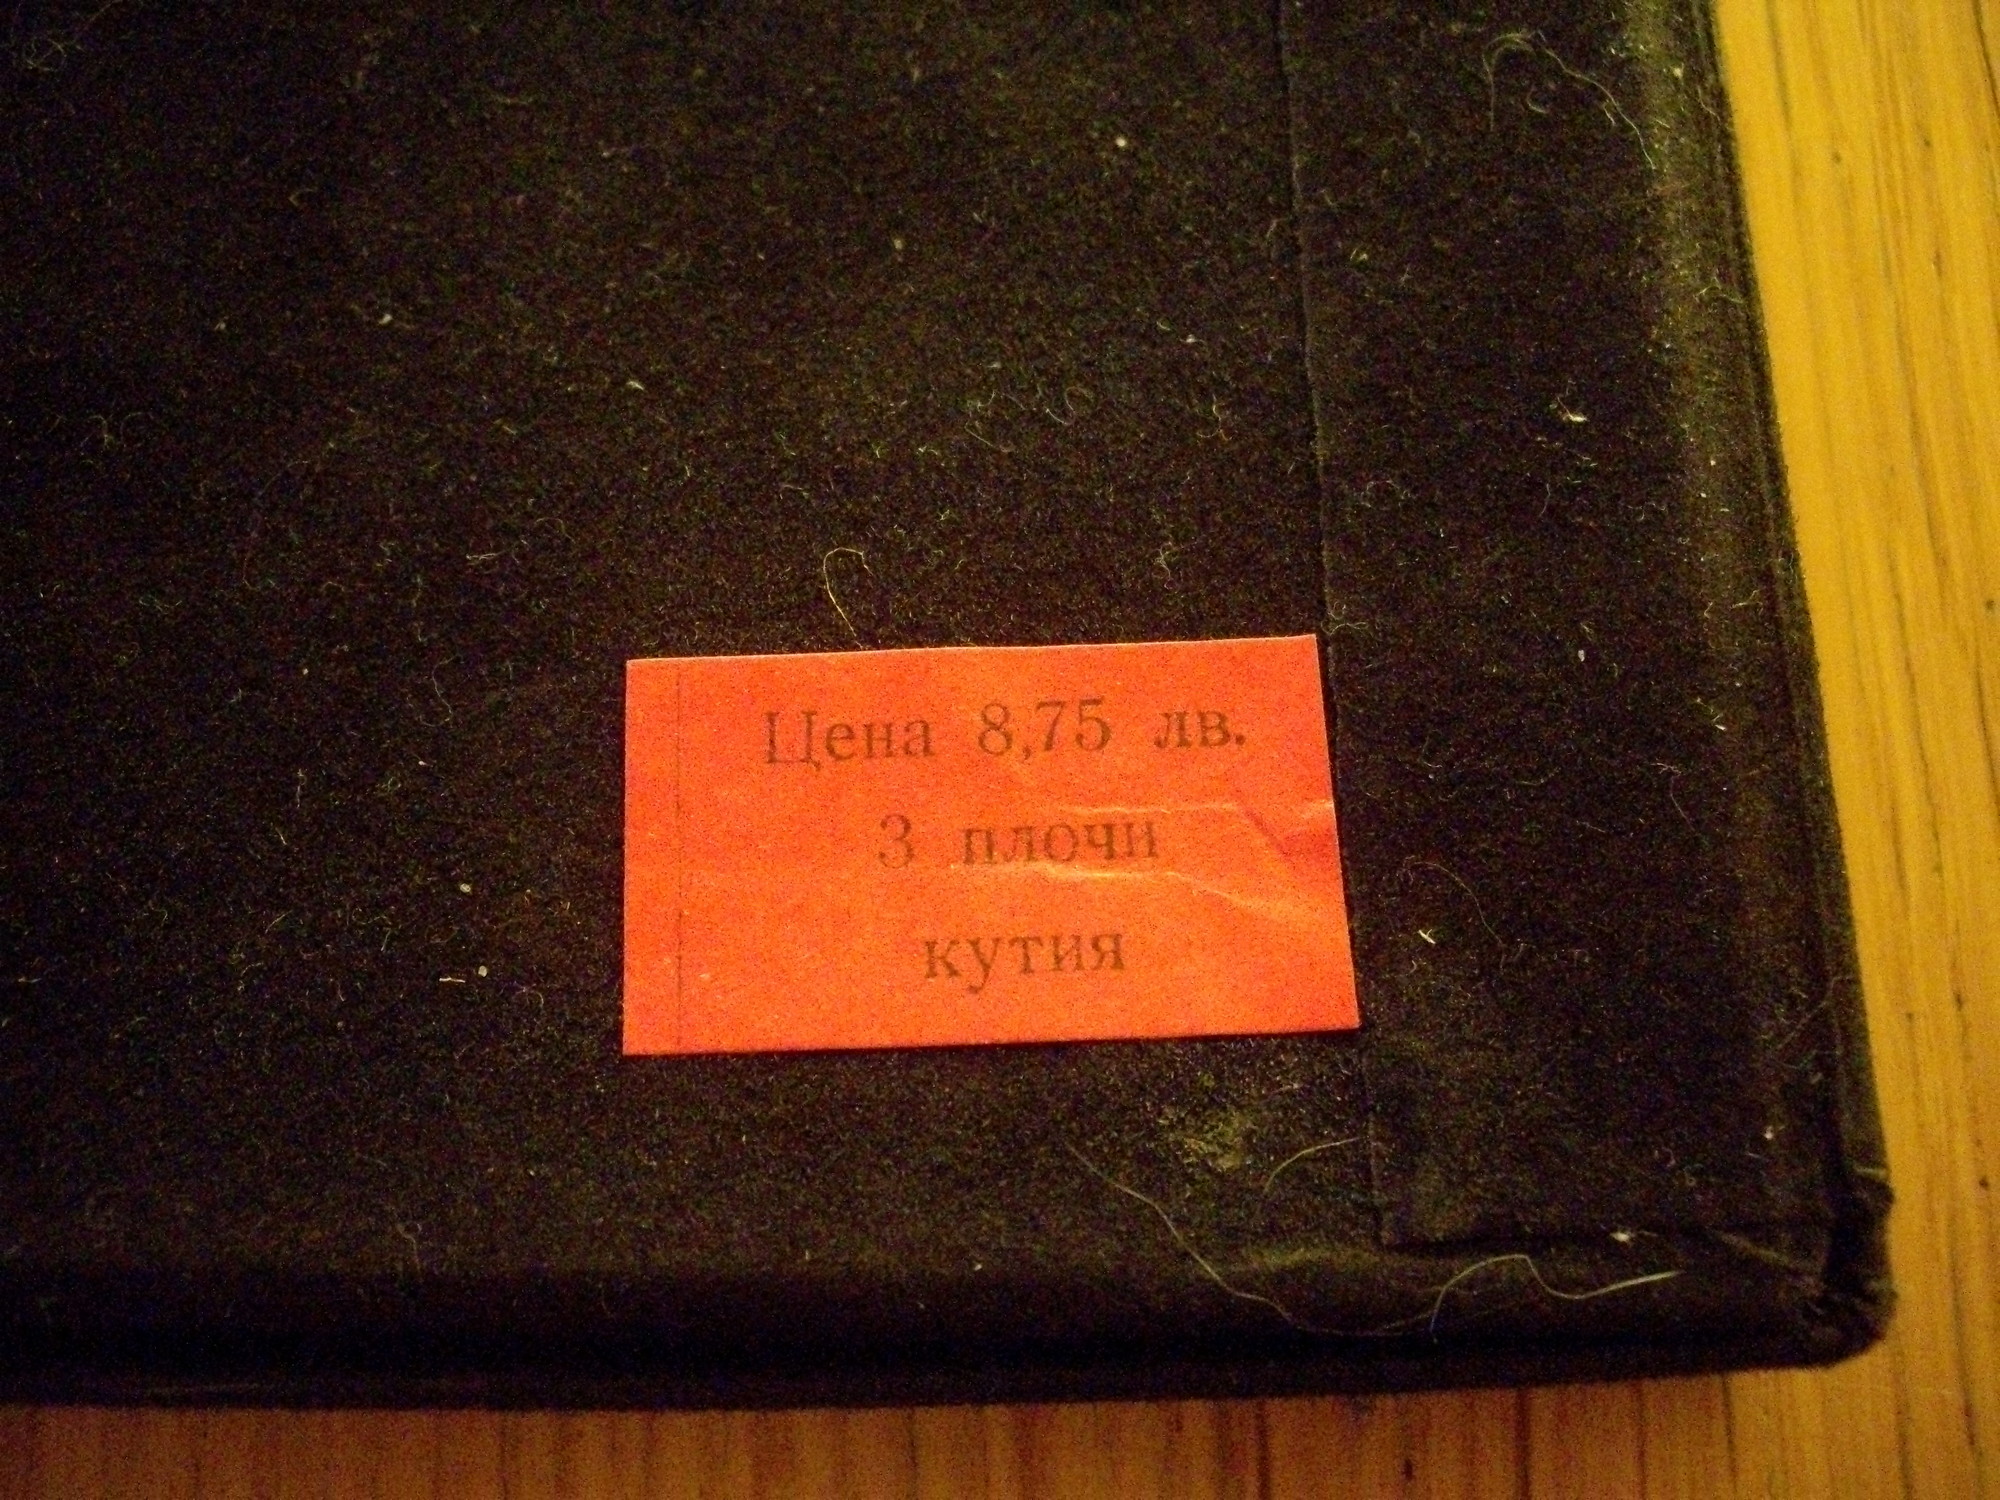 Цена 8,75 лв.
3 плочи
кутия